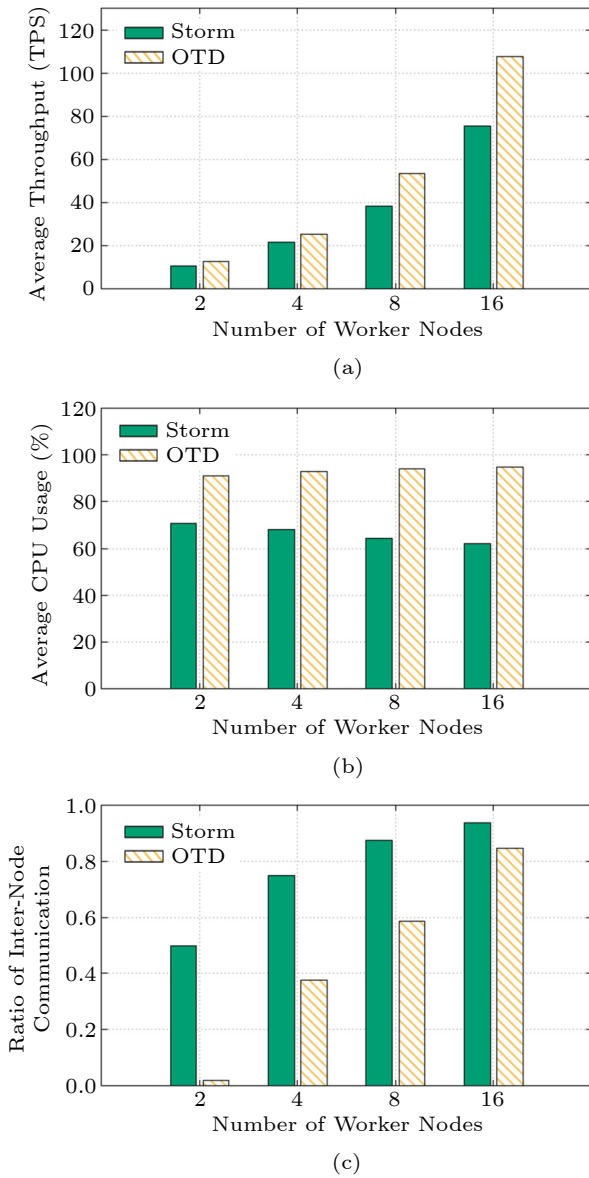 Average Throughput (TPS)
120
100
80
60
40
20
0
Storm
OTD
2 4 8 16
Number of Worker Nodes
(a)
Average CPU Usage (%)
120
100
80
60
40
20
0
Storm
OTD
2 4 8 16
Number of Worker Nodes
(b)
Ratio of Inter-Node
Communication
1.0
0.8
0.6
0.4
0.2
0.0
Storm
OTD
2 4 8 16
Number of Worker Nodes
(c)